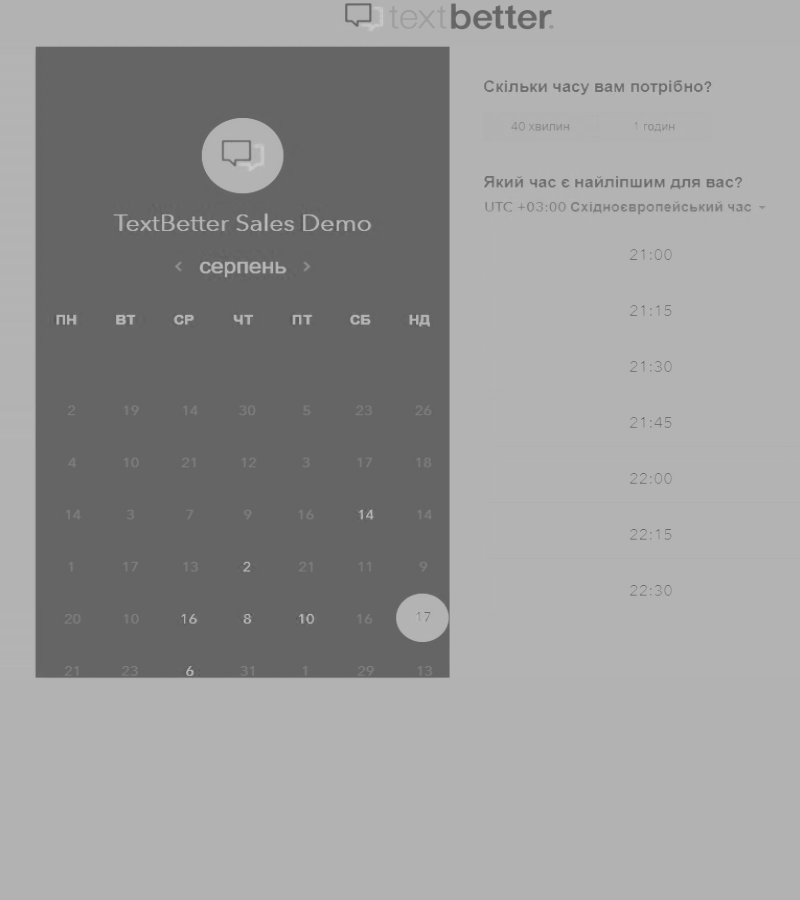 textbetter.
TextBetter Sales Demo
‹ серпень ›
ПН ВТ СР ЧТ ПТ СБ НД
2 19 14 30 5 23 26
4 10 21 12 3 17 18
14 3 7 9 16 14 14
1 17 13 2 21 11 9
20 10 16 8 10 16 17
21 23 6 31 1 29 13
Скільки часу вам потрібно?
40 хвилин 1 годин
Який час є найліпшим для вас?
UTC +03:00 Східноєвропейський час
21:00
21:15
21:30
21:45
22:00
22:15
22:30